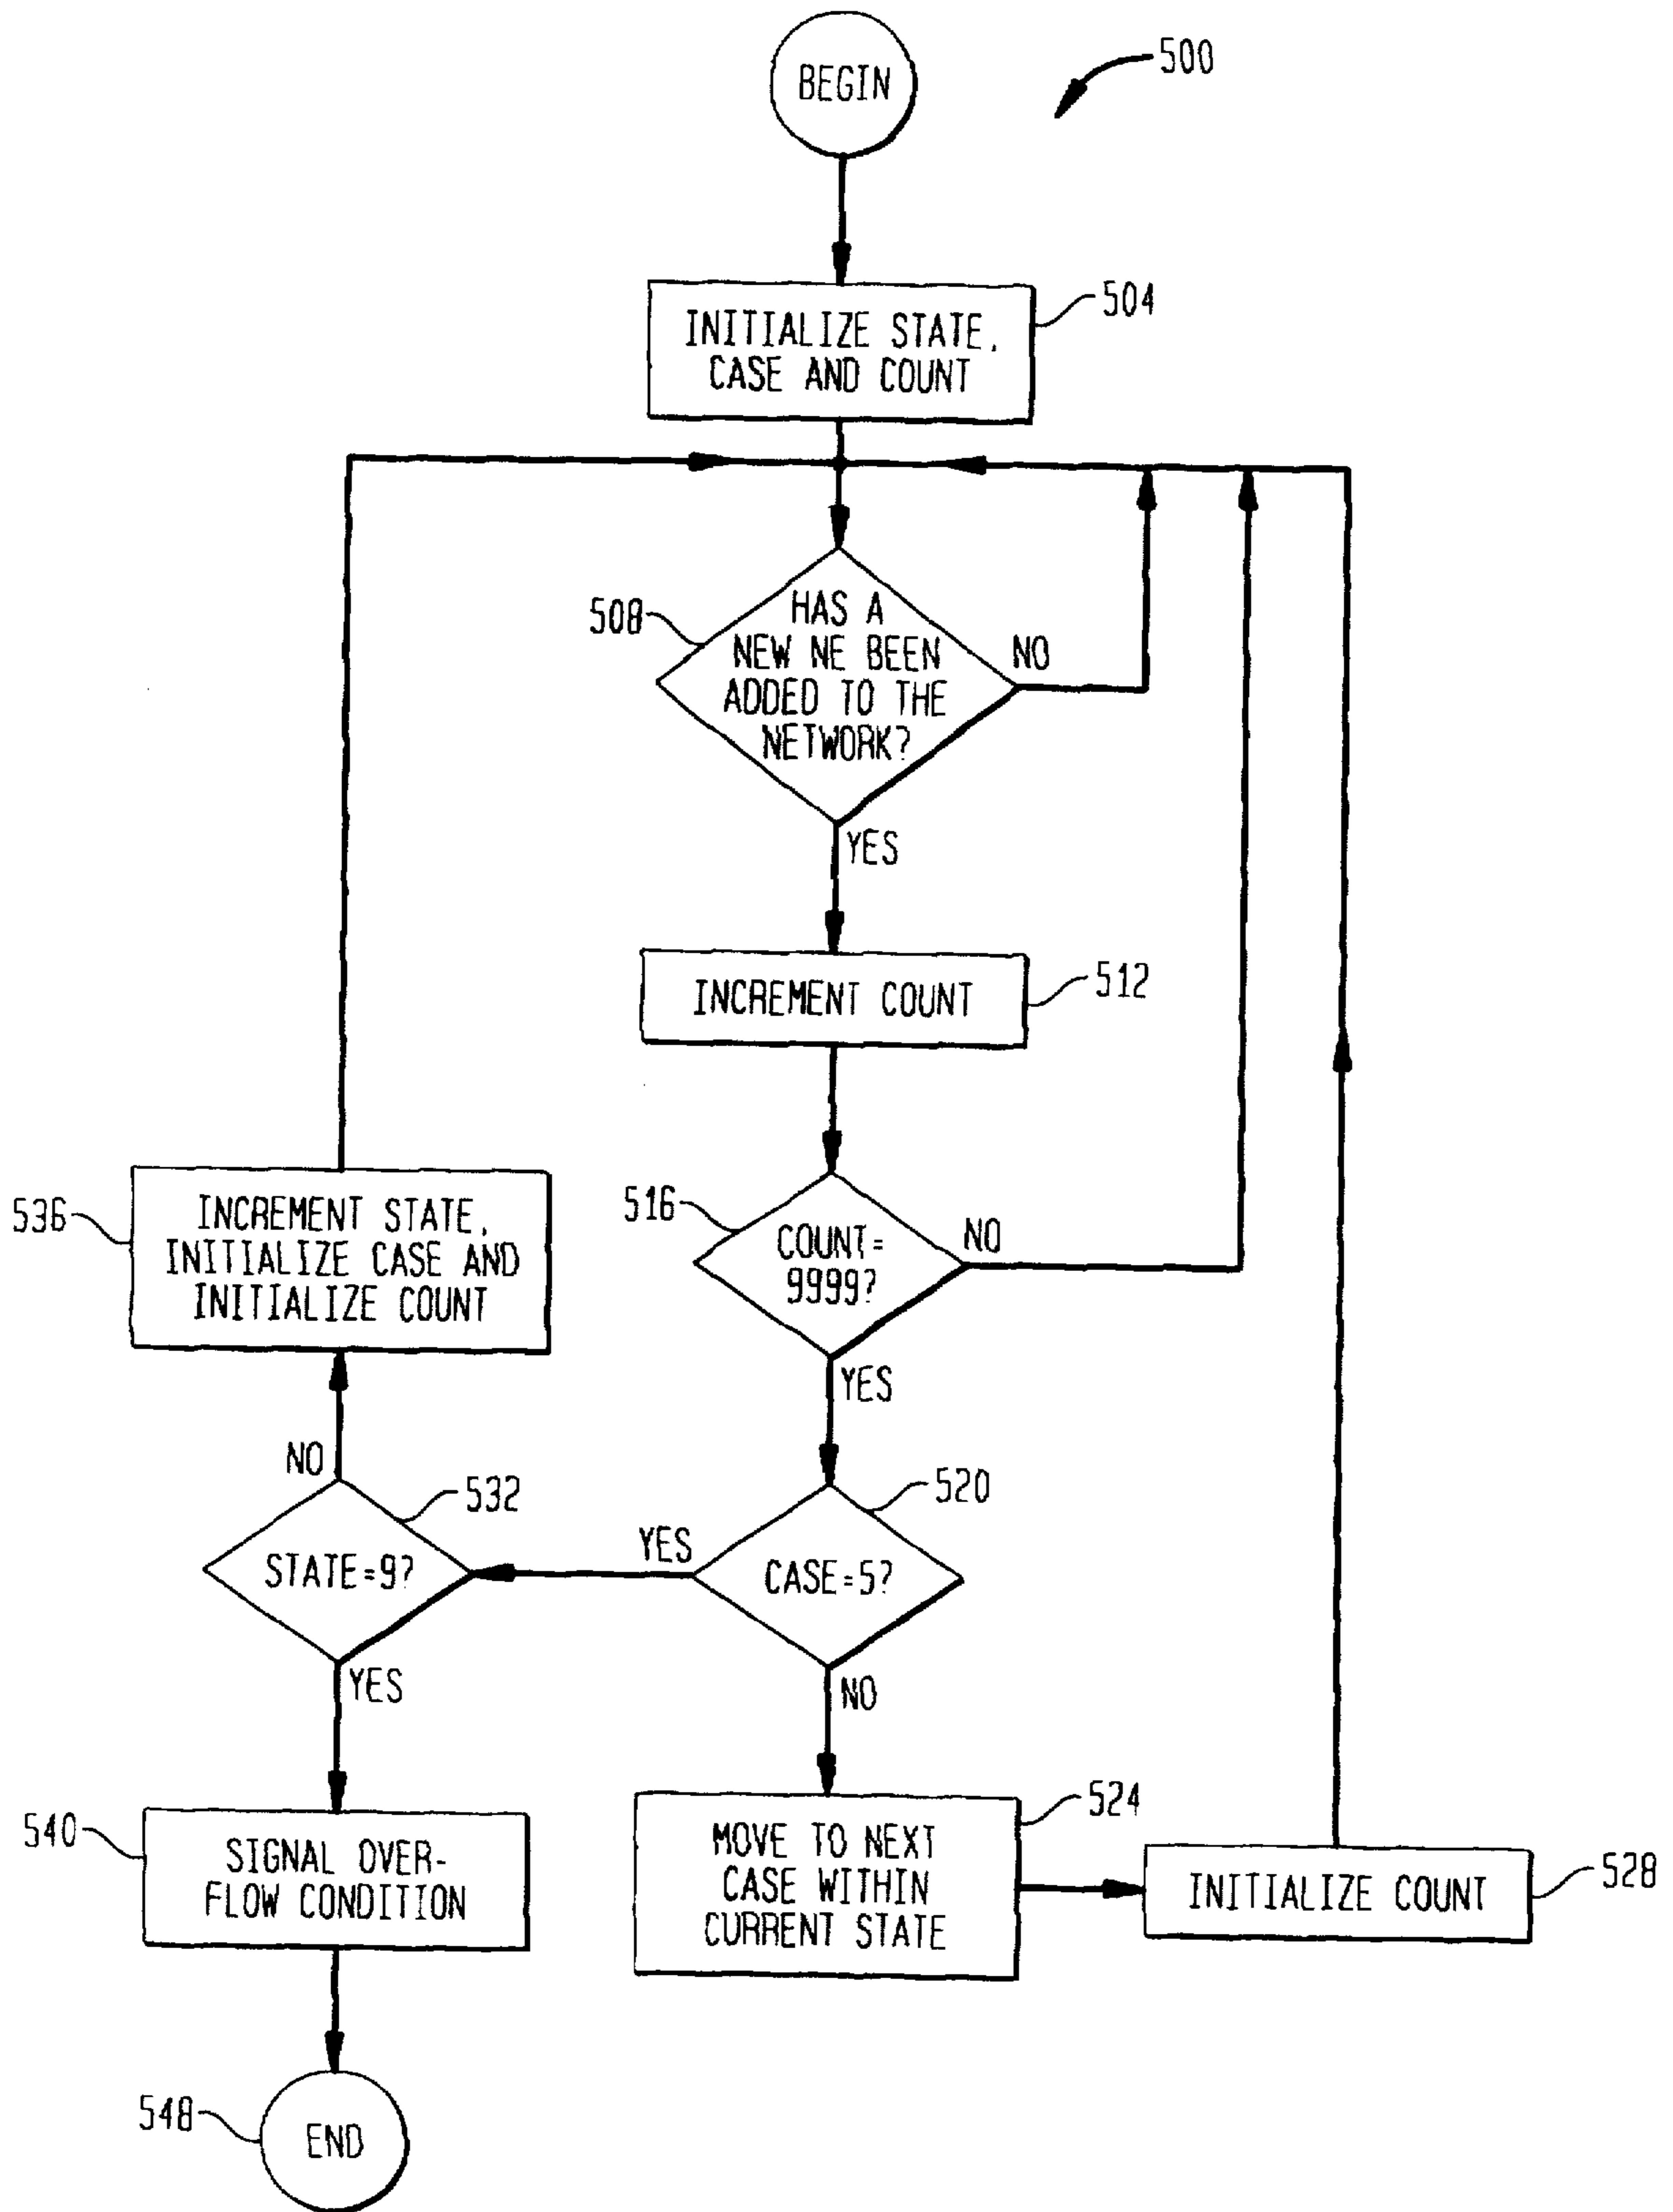 BEGIN
500
INITIALIZE STATE,
CASE AND COUNT
504
HAS A
NEW NE BEEN
ADDED TO THE
NETWORK?
508
NO
YES
INCREMENT COUNT
512
COUNT=
9999?
516
NO
YES
INCREMENT STATE,
INITIALIZE CASE AND
INITIALIZE COUNT
536
NO
STATE=9?
532
YES
CASE=5?
520
YES
NO
SIGNAL OVER-
FLOW CONDITION
540
MOVE TO NEXT
CASE WITHIN
CURRENT STATE
524
INITIALIZE COUNT
528
END
548